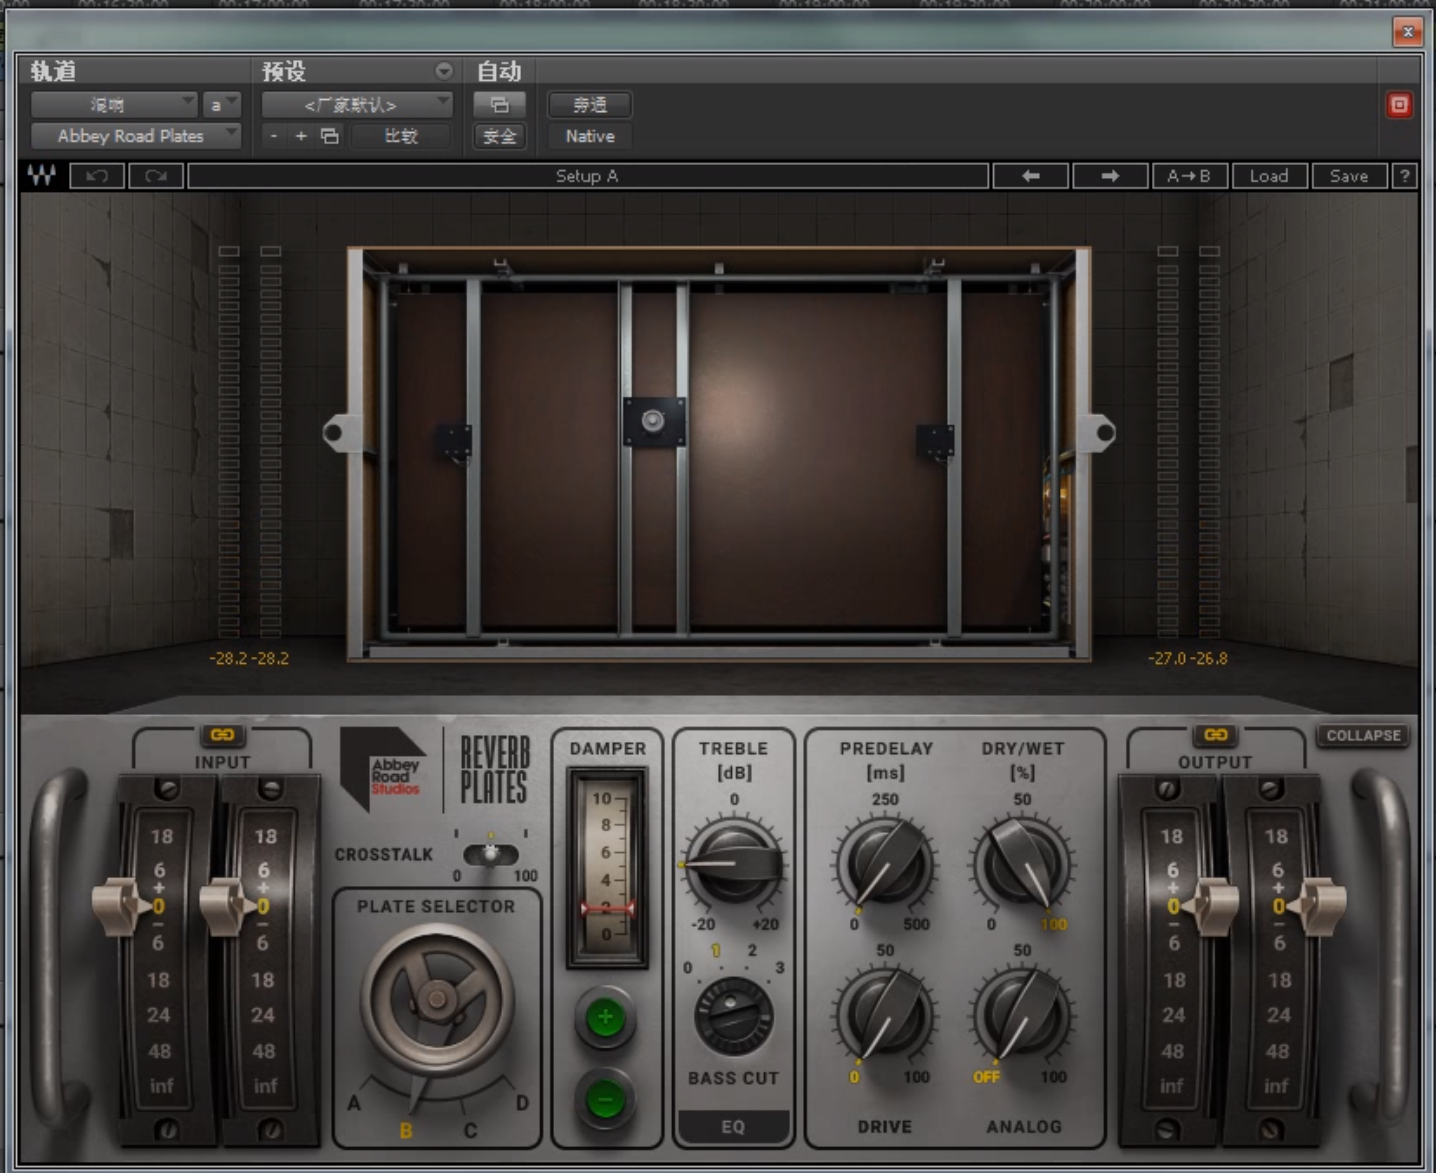 轨道 预设 自动
混响 a <厂家默认> 旁通
Abbey Road Plates - + 比较 安全 Native
Setup A A→B Load Save ?
-28.2 -28.2 -27.0 -26.8
INPUT
18 18
6 6
+ +
0 0
- -
6 6
18 18
24 24
48 48
inf inf
Abbey
Road
Studios
REVERB
PLATES
CROSSTALK
0 100
PLATE SELECTOR
A B C D
DAMPER
10
8
6
4
2
0
+
-
TREBLE
[dB]
0
-20 +20
0 1 2 3
BASS CUT
EQ
PREDELAY
[ms]
250
0 500
DRY/WET
[%]
50
0 100
50
0 100
DRIVE
50
OFF 100
ANALOG
OUTPUT
18 18
6 6
+ +
0 0
- -
6 6
18 18
24 24
48 48
inf inf
COLLAPSE